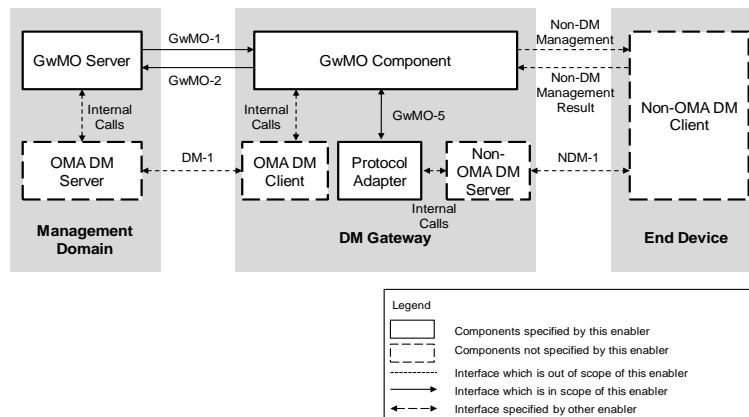 GwMO-1
GwMO-2
Non-DM
Management
Non-DM
Management
Result
GwMO Server
GwMO Component
Non-OMA DM
Client
Internal
Calls
Internal
Calls
GwMO-5
OMA DM
Server
DM-1
OMA DM
Client
Protocol
Adapter
Non-
OMA DM
Server
NDM-1
Internal
Calls
Management
Domain
DM Gateway
End Device
Legend
Components specified by this enabler
Components not specified by this enabler
Interface which is out of scope of this enabler
Interface which is in scope of this enabler
Interface specified by other enabler